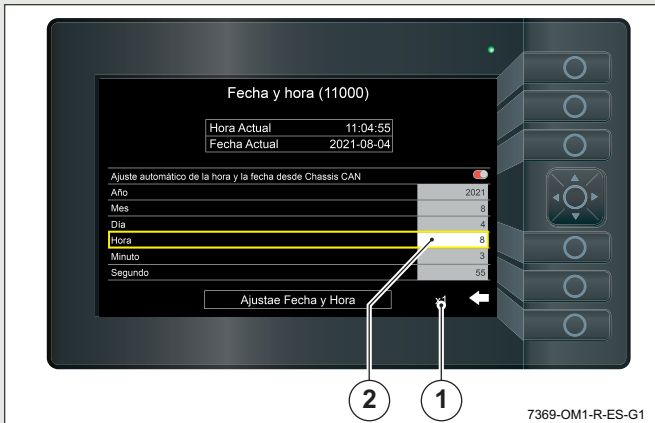 Fecha y hora (11000)
Hora Actual 11:04:55
Fecha Actual 2021-08-04
Ajuste automático de la hora y la fecha desde Chassis CAN
Año 2021
Mes 8
Día 4
Hora 8
Minuto 3
Segundo 55
Ajustae Fecha y Hora x1
2 1
7369-OM1-R-ES-G1